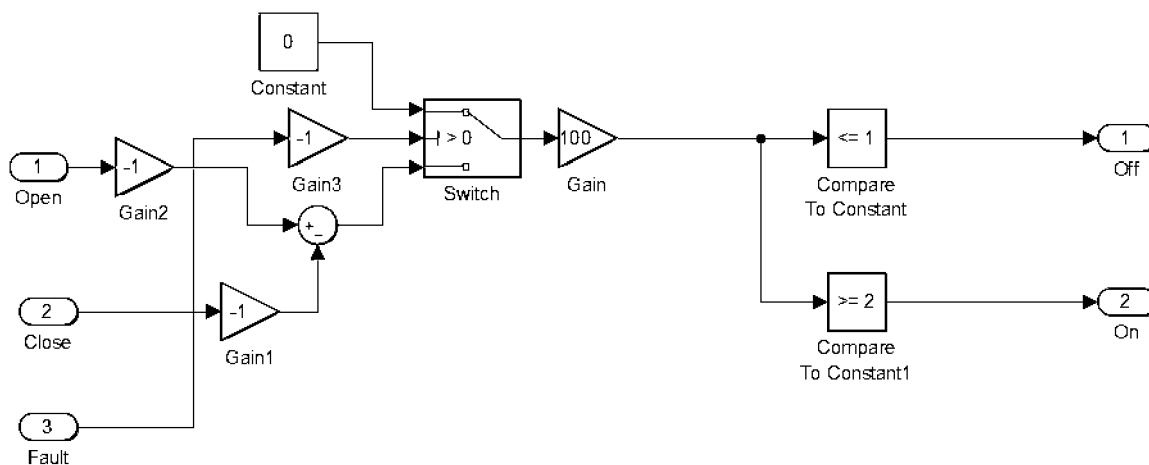 0
Constant
-1
Gain3
> 0
Switch
100
Gain
<= 1
Compare
To Constant
1
Off
1
Open
-1
Gain2
+
-
2
Close
-1
Gain1
>= 2
Compare
To Constant1
2
On
3
Fault